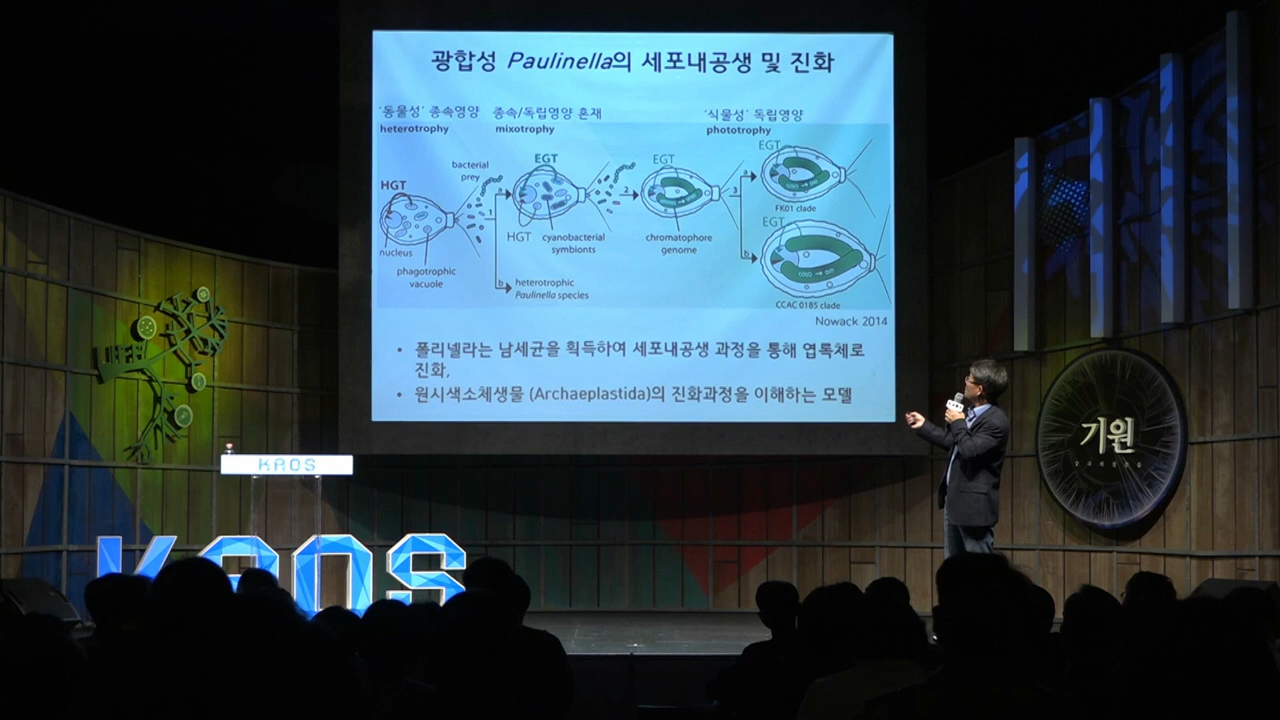 광합성 Paulinella의 세포내공생 및 진화
'동물성' 종속영양
heterotrophy
종속/독립영양 혼재
mixotrophy
'식물성' 독립영양
phototrophy
HGT
nucleus
phagotrophic
vacuole
bacterial
prey
1
a
b
heterotrophic
Paulinella species
EGT
HGT
cyanobacterial
symbionts
2
EGT
chromatophore
genome
3
a
b
EGT
FK01 clade
EGT
CCAC 0185 clade
Nowack 2014
• 폴리넬라는 남세균을 획득하여 세포내공생 과정을 통해 엽록체로
진화,
• 원시색소체생물 (Archaeplastida)의 진화과정을 이해하는 모델
기원
KAOS
KAOS